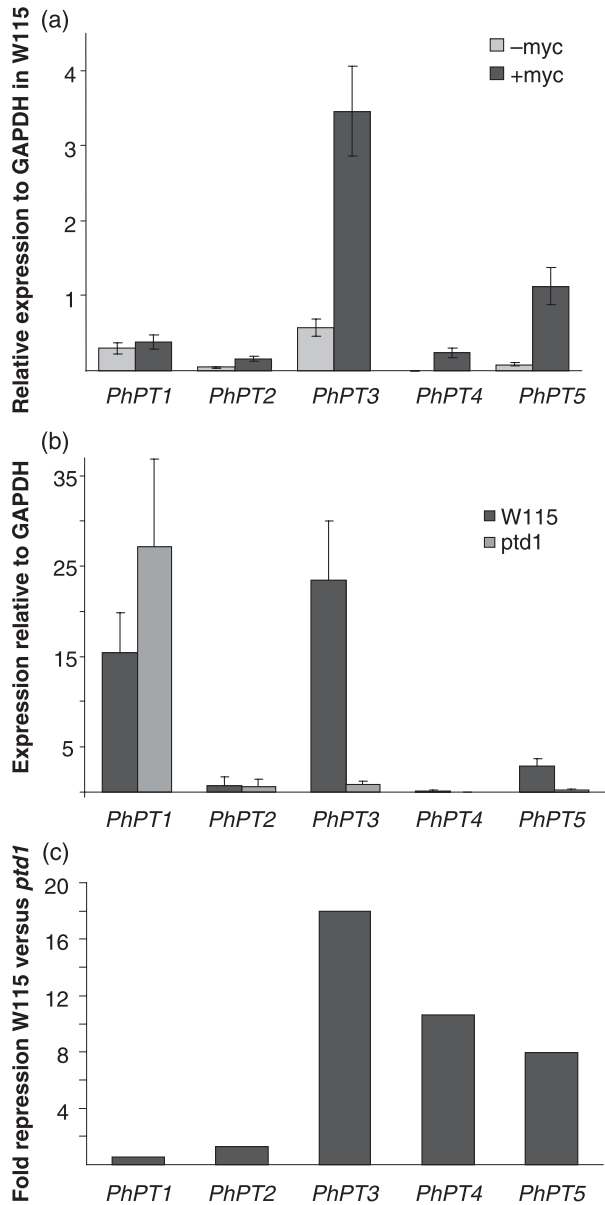 (a)
Relative expression to GAPDH in W115
4
3
2
1
–myc
+myc
PhPT1 PhPT2 PhPT3 PhPT4 PhPT5
(b)
Expression relative to GAPDH
35
25
15
5
W115
ptd1
PhPT1 PhPT2 PhPT3 PhPT4 PhPT5
(c)
Fold repression W115 versus ptd1
20
16
12
8
4
PhPT1 PhPT2 PhPT3 PhPT4 PhPT5